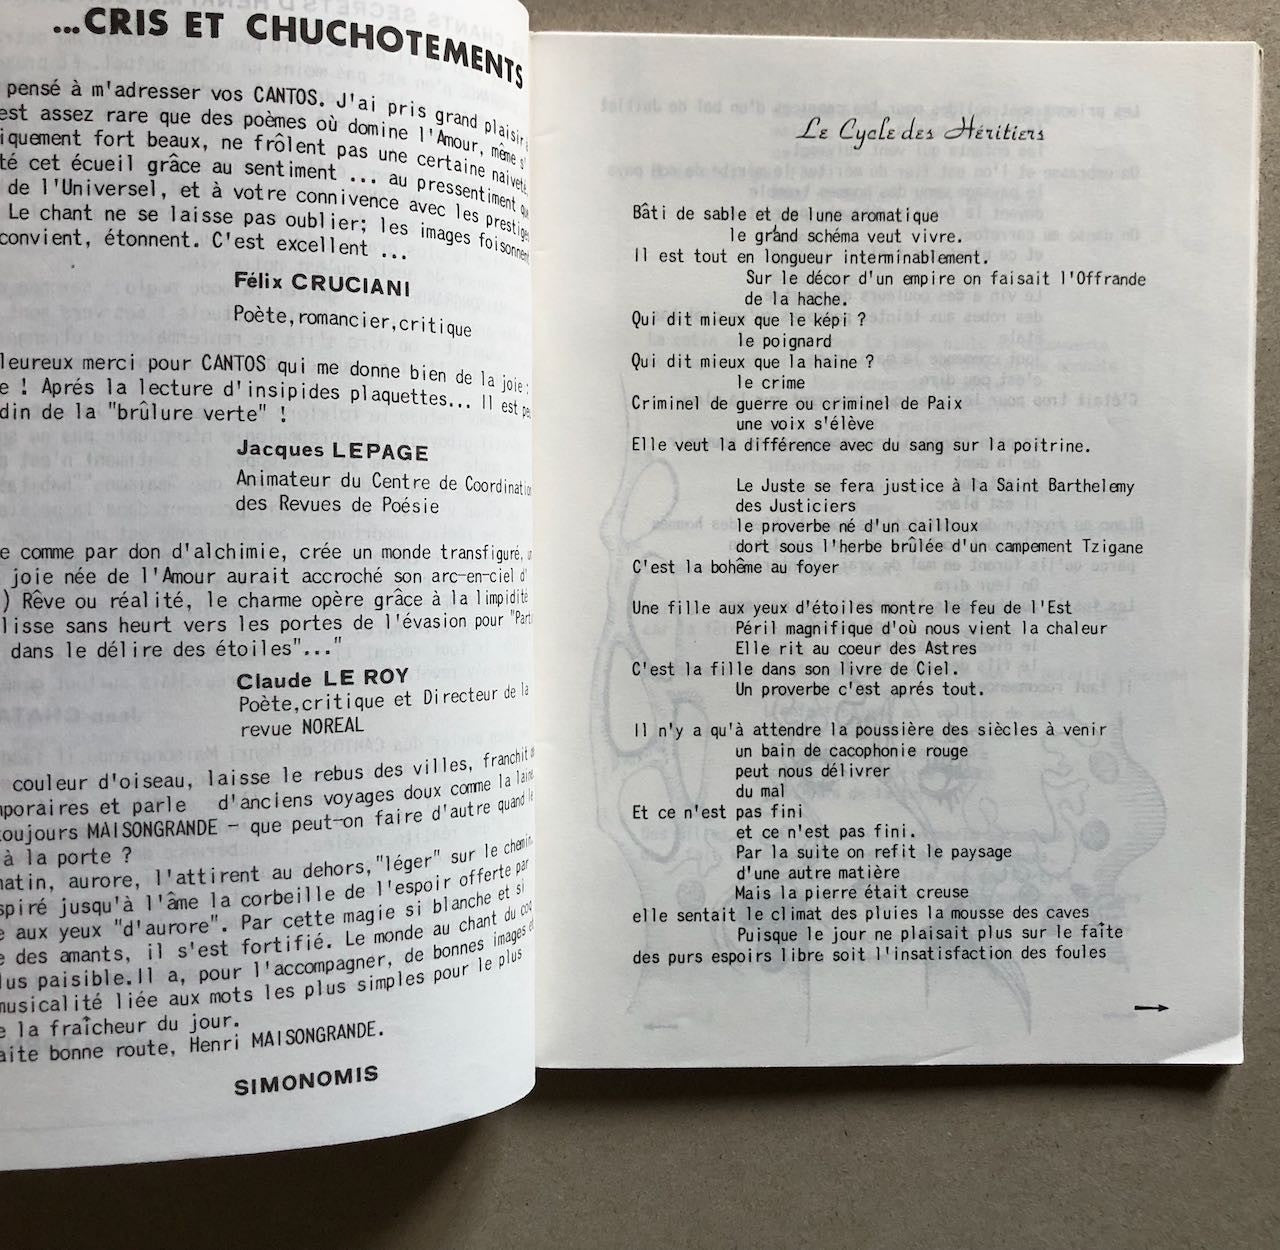 ...CRIS ET CHUCHOTEMENTS
pensé à m'adresser vos CANTOS. J'ai pris grand plaisir
est assez rare que des poèmes où domine l'Amour, même s'
iquement fort beaux, ne frôlent pas une certaine naiveté.
té cet écueil grâce au sentiment ... au pressentiment que
de l'Universel, et à votre connivence avec les prestiges
Le chant ne se laisse pas oublier; les images foisonnent
convient, étonnent. C'est excellent ...
Félix CRUCIANI
Poète,romancier,critique
leureux merci pour CANTOS qui me donne bien de la joie :
e ! Aprés la lecture d'insipides plaquettes... Il est peu
din de la "brûlure verte" !
Jacques LEPAGE
Animateur du Centre de Coordination
des Revues de Poésie
e comme par don d'alchimie, crée un monde transfiguré,
joie née de l'Amour aurait accroché son arc-en-ciel d'
) Rêve ou réalité, le charme opère grâce à la limpidité
lisse sans heurt vers les portes de l'évasion pour "Parti
dans le délire des étoiles"..."
Claude LE ROY
Poète,critique et Directeur de la
revue NOREAL
couleur d'oiseau, laisse le rebus des villes, franchit
mporaires et parle d'anciens voyages doux comme la laine
toujours MAISONGRANDE - que peut-on faire d'autre quand le
à la porte ?
matin, aurore, l'attirent au dehors,"léger" sur le chemin.
spiré jusqu'à l'âme la corbeille de l'espoir offerte par
e aux yeux "d'aurore". Par cette magie si blanche et si
e des amants, il s'est fortifié. Le monde au chant du coq
lus paisible.Il a, pour l'accompagner, de bonnes images et
musicalité liée aux mots les plus simples pour le plus
e la fraîcheur du jour.
aite bonne route, Henri MAISONGRANDE.
SIMONOMIS
Le Cycle des Héritiers
Bâti de sable et de lune aromatique
le grand schéma veut vivre.
Il est tout en longueur interminablement.
Sur le décor d'un empire on faisait l'Offrande
de la hache.
Qui dit mieux que le képi ?
le poignard
Qui dit mieux que la haine ?
le crime
Criminel de guerre ou criminel de Paix
une voix s'élève
Elle veut la différence avec du sang sur la poitrine.
Le Juste se fera justice à la Saint Barthelemy
des Justiciers
le proverbe né d'un cailloux
dort sous l'herbe brûlée d'un campement Tzigane
C'est la bohême au foyer
Une fille aux yeux d'étoiles montre le feu de l'Est
Péril magnifique d'où nous vient la chaleur
Elle rit au coeur des Astres
C'est la fille dans son livre de Ciel.
Un proverbe c'est aprés tout.
Il n'y a qu'à attendre la poussière des siècles à venir
un bain de cacophonie rouge
peut nous délivrer
du mal
Et ce n'est pas fini
et ce n'est pas fini.
Par la suite on refit le paysage
d'une autre matière
Mais la pierre était creuse
elle sentait le climat des pluies la mousse des caves
Puisque le jour ne plaisait plus sur le faîte
des purs espoirs libre soit l'insatisfaction des foules